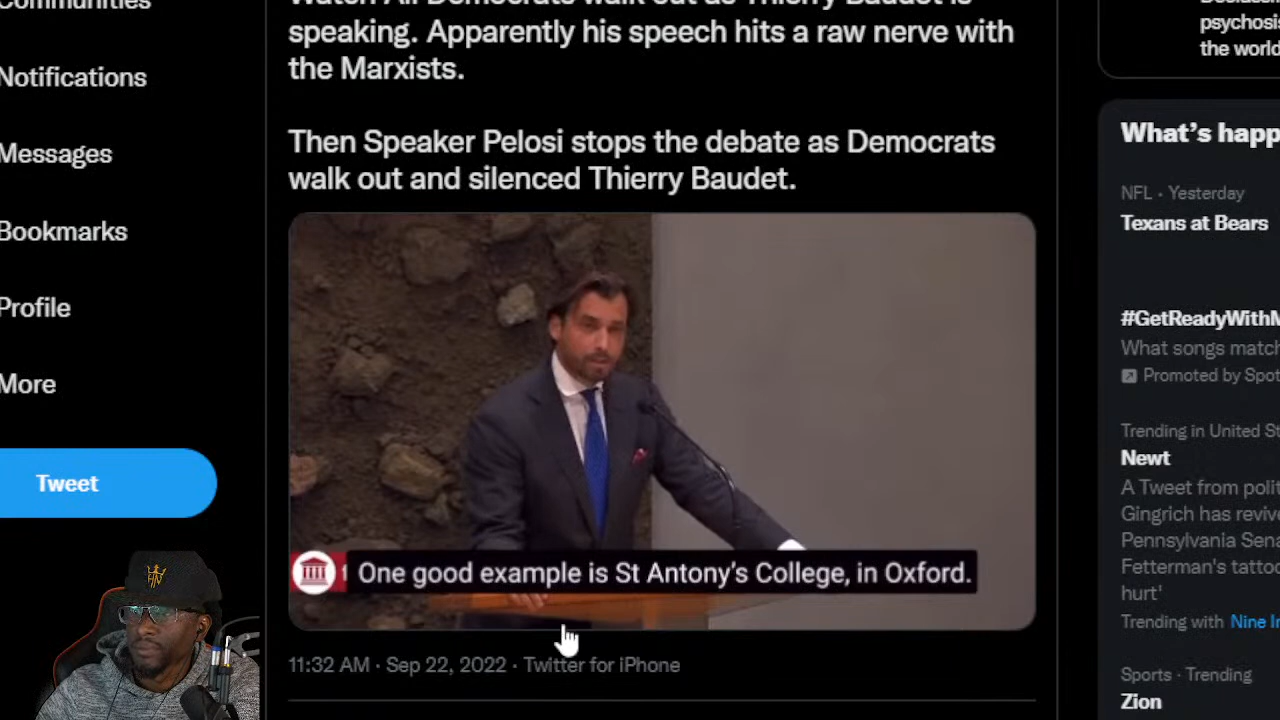 Communities
Notifications
Messages
Bookmarks
Profile
More
Tweet
speaking. Apparently his speech hits a raw nerve with
the Marxists.
Then Speaker Pelosi stops the debate as Democrats
walk out and silenced Thierry Baudet.
One good example is St Antony's College, in Oxford.
11:32 AM · Sep 22, 2022 · Twitter for iPhone
psychosis
the world
What's happ
NFL · Yesterday
Texans at Bears
#GetReadyWithM
What songs match
Promoted by Spot
Trending in United St
Newt
A Tweet from polit
Gingrich has revive
Pennsylvania Sena
Fetterman's tattoo
hurt'
Trending with Nine In
Sports · Trending
Zion